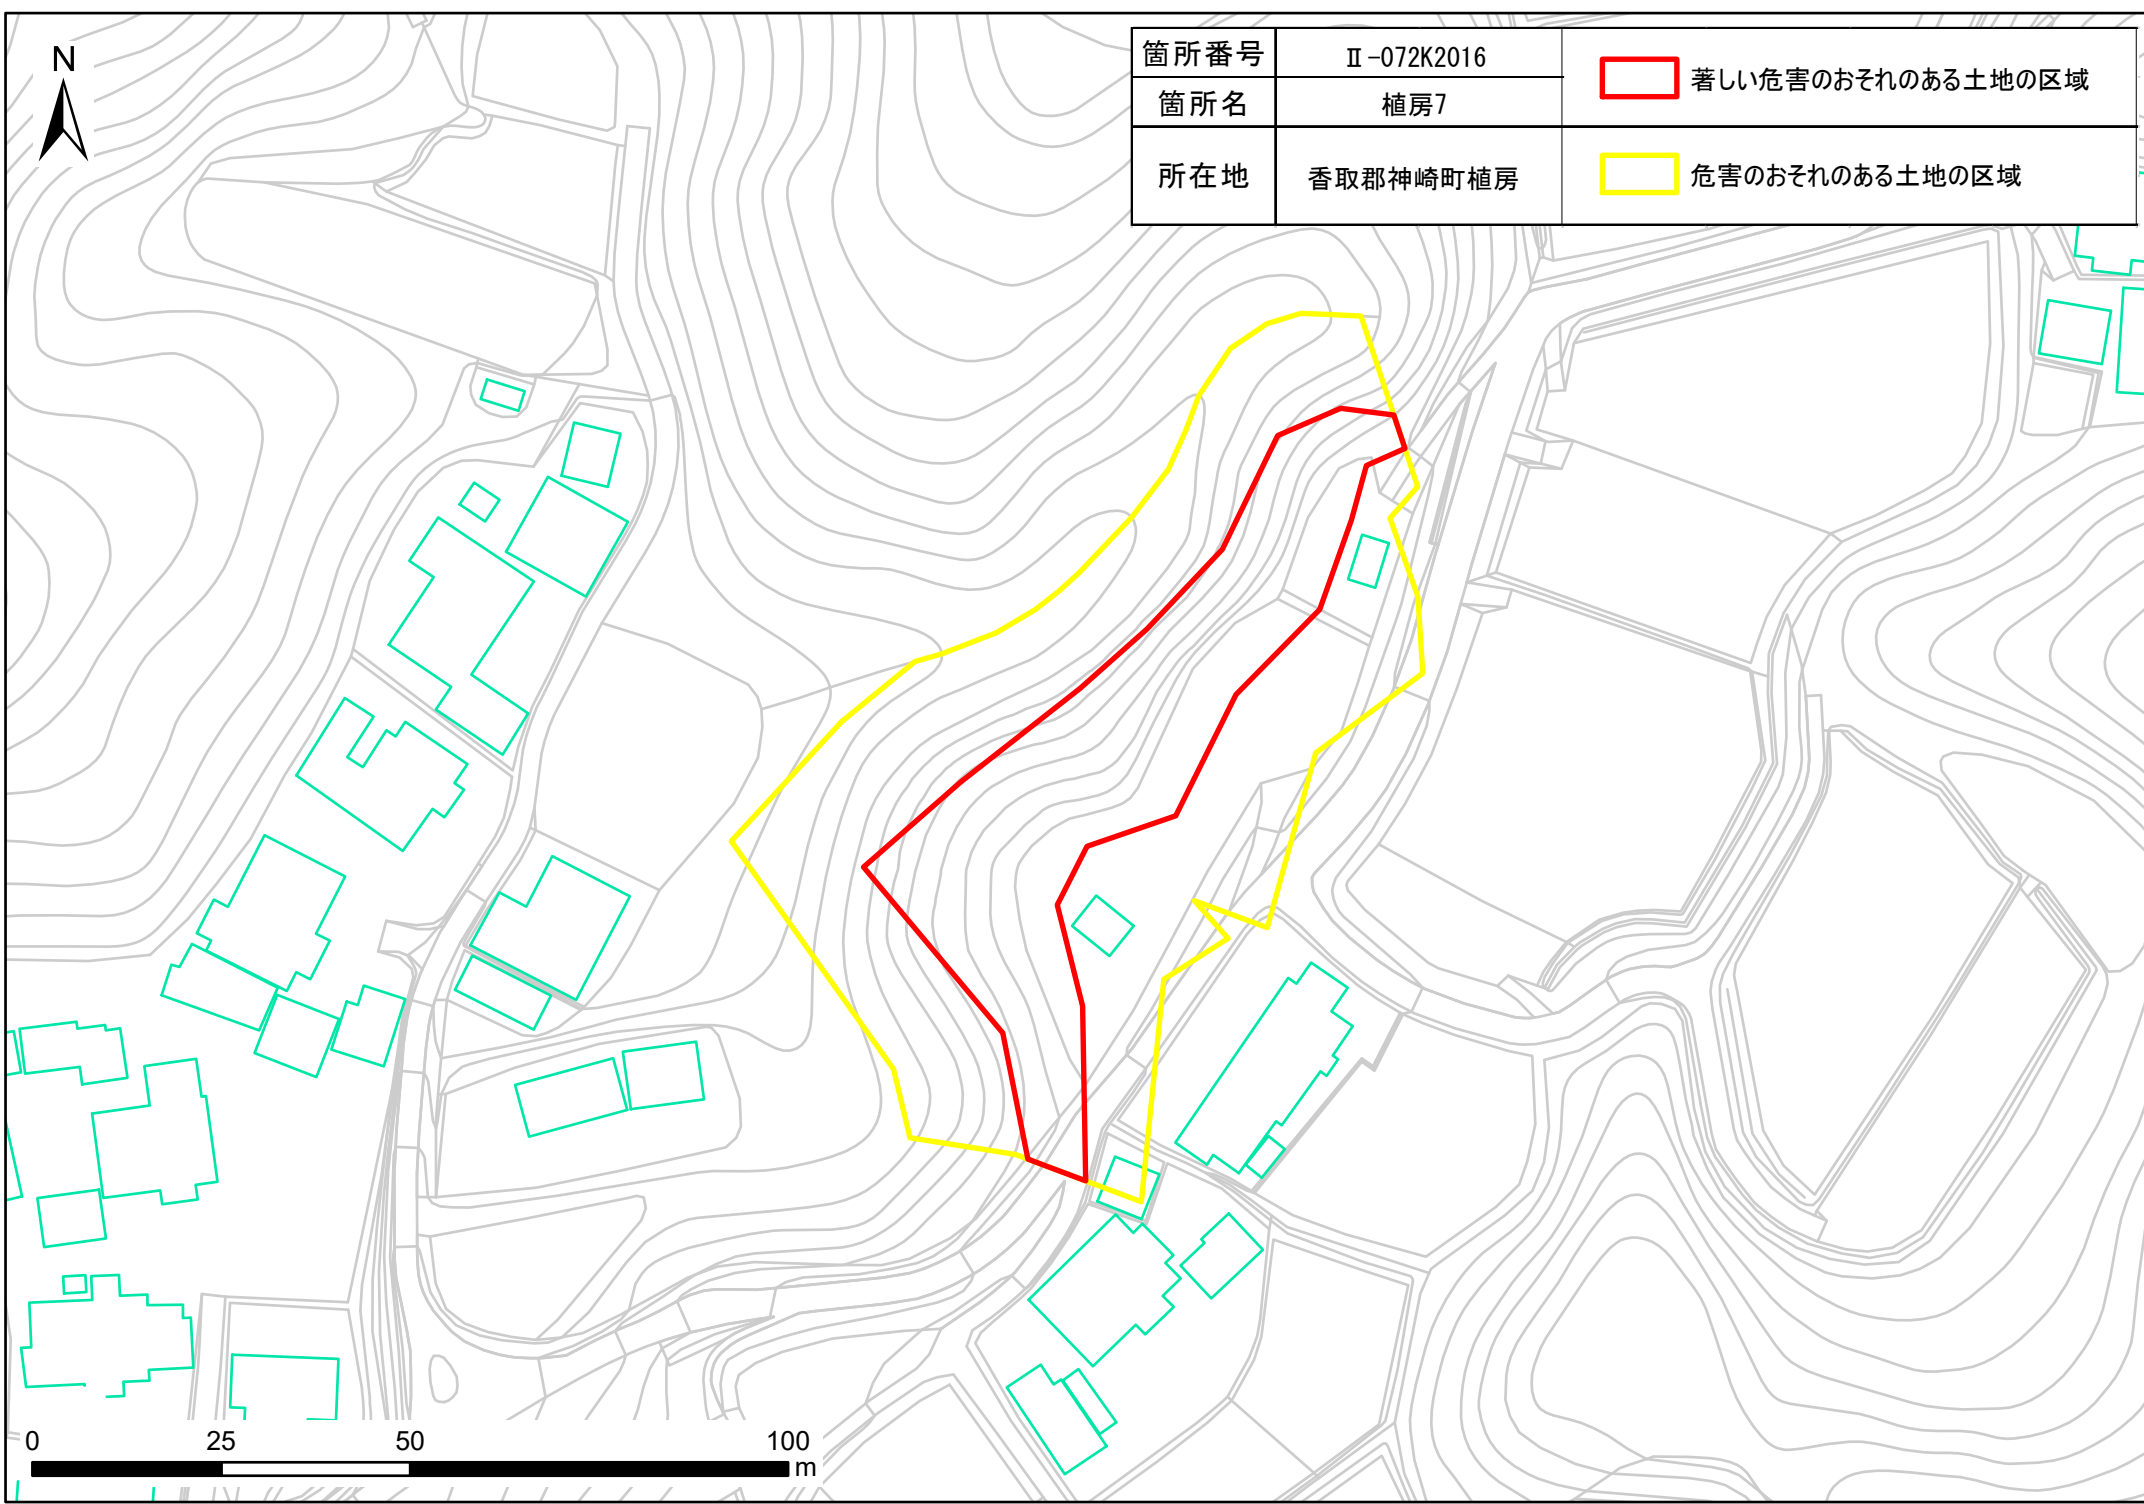 N
箇所番号 Ⅱ-072K2016
箇所名 植房7
所在地 香取郡神崎町植房
著しい危害のおそれのある土地の区域
危害のおそれのある土地の区域
0 25 50 100
m